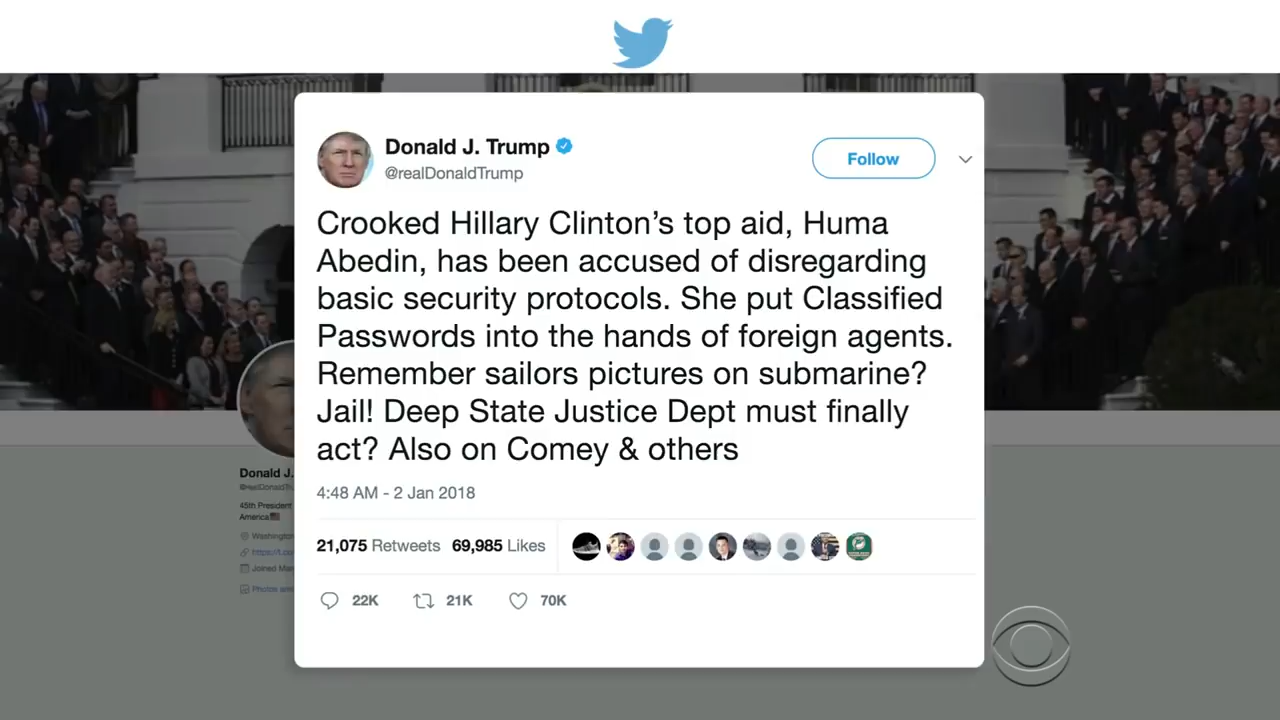 Donald J. Trump
@realDonaldTrump
Follow
Crooked Hillary Clinton’s top aid, Huma
Abedin, has been accused of disregarding
basic security protocols. She put Classified
Passwords into the hands of foreign agents.
Remember sailors pictures on submarine?
Jail! Deep State Justice Dept must finally
act? Also on Comey & others
4:48 AM - 2 Jan 2018
21,075 Retweets 69,985 Likes
22K 21K 70K
Donald J.
45th President
America
Washington
Joined
Photos